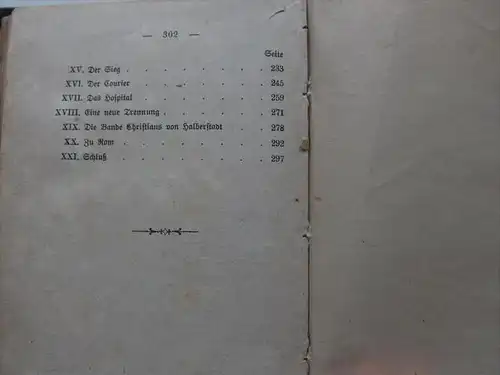 — 302 —
Seite
XV. Der Sieg . . . . . . . . . 233
XVI. Der Courier . . . . . . . . 245
XVII. Das Hospital . . . . . . . . 259
XVIII. Eine neue Trennung . . . . . . . 271
XIX. Die Bande Christians von Halberstadt . . . 278
XX. Zu Rom . . . . . . . . . 292
XXI. Schluß . . . . . . . . . 297